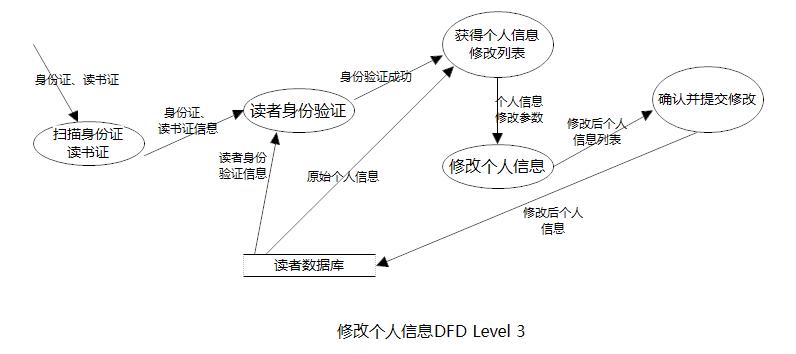 获得个人信息
修改列表
身份证、读书证
身份验证成功
身份证、
读书证信息
读者身份验证
个人信息
修改参数
确认并提交修改
扫描身份证
读书证
修改后个人
信息列表
读者身份
验证信息
原始个人信息
修改个人信息
修改后个人
信息
读者数据库
修改个人信息DFD Level 3